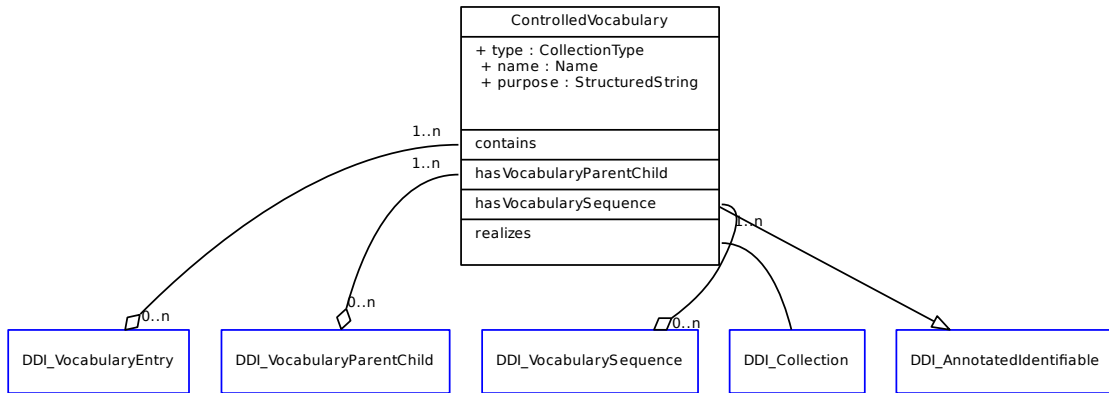 ControlledVocabulary
+ type : CollectionType
+ name : Name
+ purpose : StructuredString
1..n
contains
1..n
hasVocabularyParentChild
hasVocabularySequence
1..n
realizes
0..n
0..n
0..n
DDI_VocabularyEntry
DDI_VocabularyParentChild
DDI_VocabularySequence
DDI_Collection
DDI_AnnotatedIdentifiable